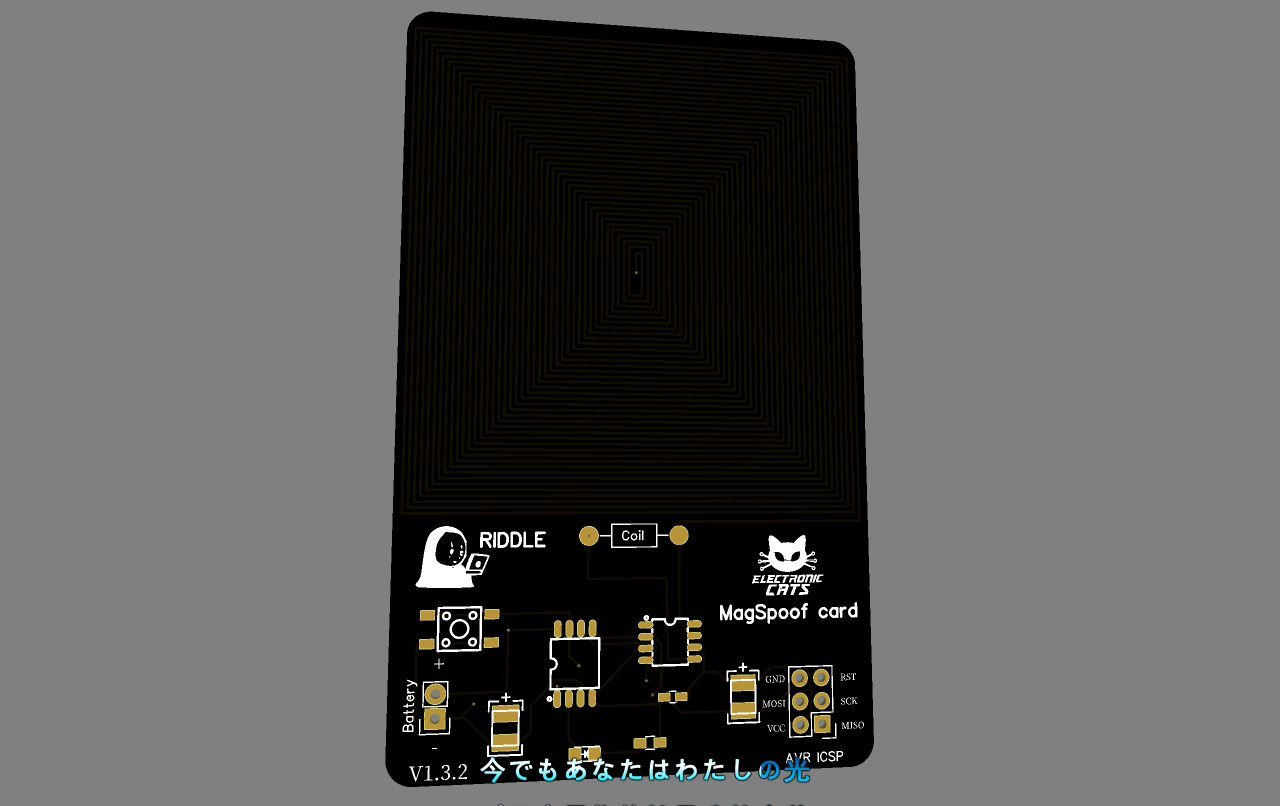 RIDDLE
Coil
ELECTRONIC
CATS
MagSpoof card
+
Battery
-
+
+
GND
RST
MOSI
SCK
VCC
MISO
AVR ICSP
V1.3.2
今でもあなたはわたしの光